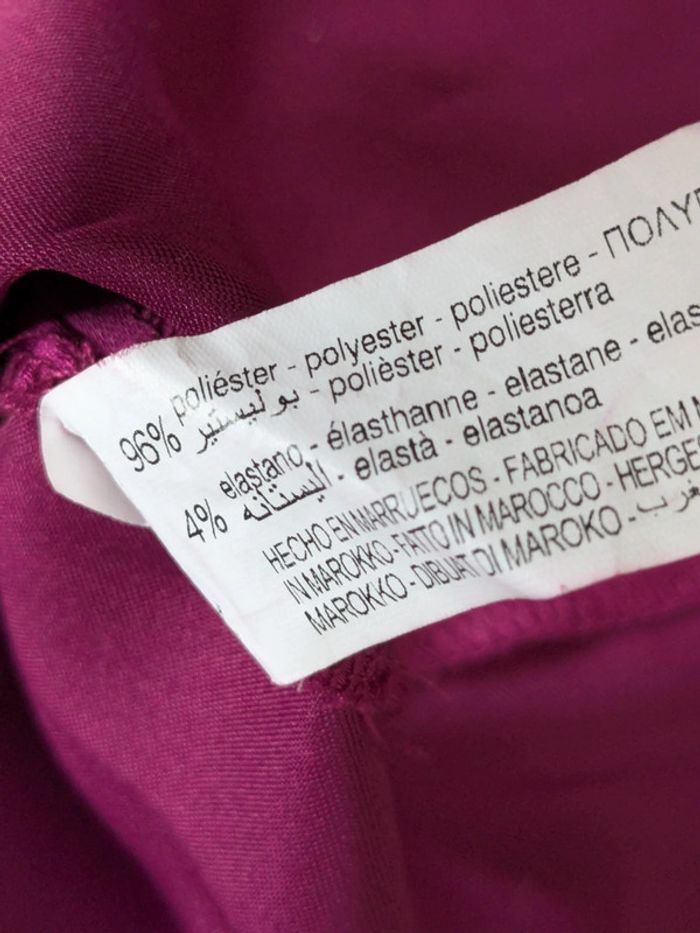 96% poliéster - polyester - poliestere - ΠΟΛΥ
بوليستير - polièster - poliesterra
4% elastano - élasthanne - elastane - elas
اليستانه - elastà - elastanoa
HECHO EN MARRUECOS - FABRICADO EM
IN MAROKKO - FATTO IN MAROCCO - HERGE
MAROKKO - DIBUAT DI MAROKO -